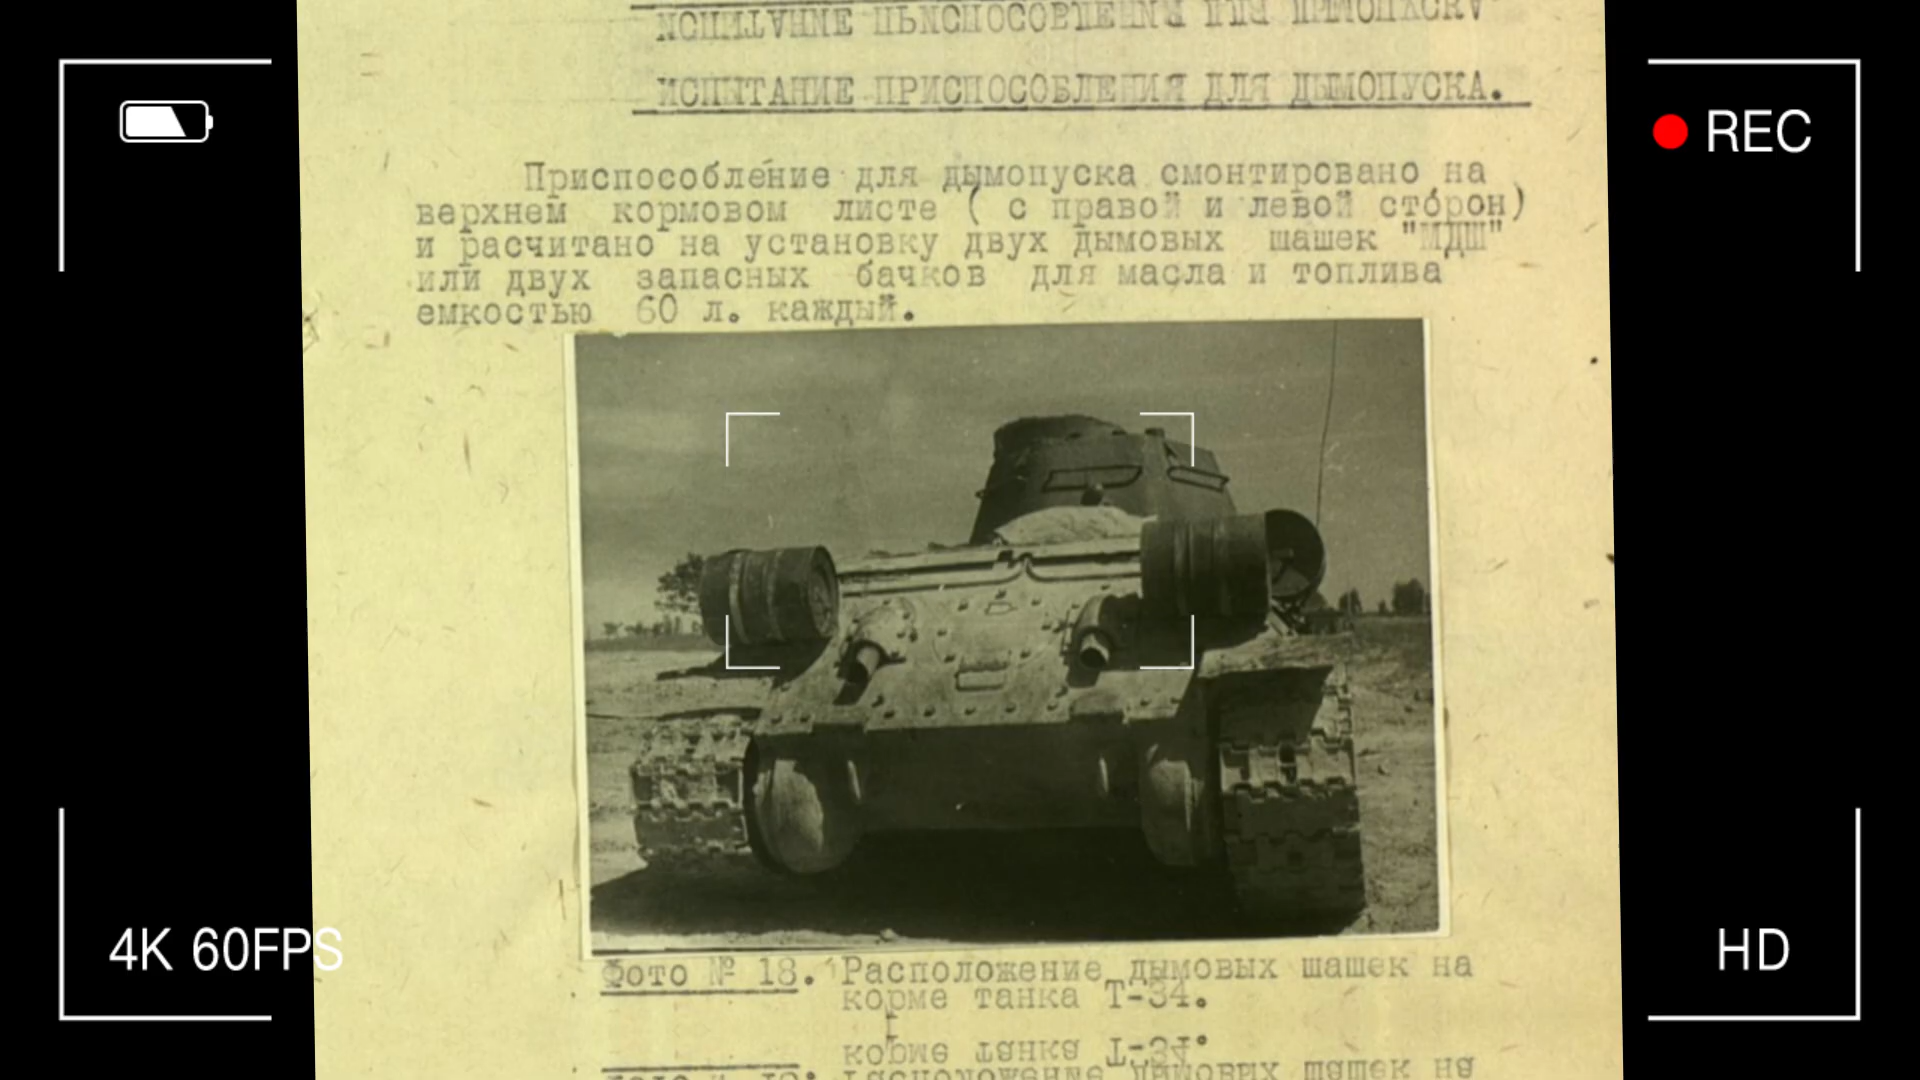 ИСПЫТАНИЕ ПРИСПОСОБЛЕНИЯ ДЛЯ ДЫМОПУСКА.
REC
Приспособление для дымопуска смонтировано на
верхнем кормовом листе ( с правой и левой сторон)
и расчитано на установку двух дымовых шашек "МДШ"
или двух запасных бачков для масла и топлива
емкостью 60 л. каждый.
4K 60FPS
HD
Фото № 18. Расположение дымовых шашек на
корме танка Т-34.